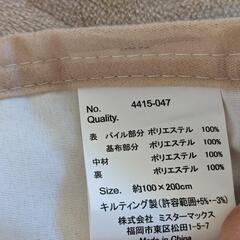 No. 4415-047
Quality.
表 パイル部分 ポリエステル 100%
基布部分 ポリエステル 100%
中材 ポリエステル 100%
裏 ポリエステル 100%
Size. 約100×200cm
キルティング製(許容範囲+5%・-3%)
株式会社 ミスターマックス
福岡市東区松田1-5-7
Made in China